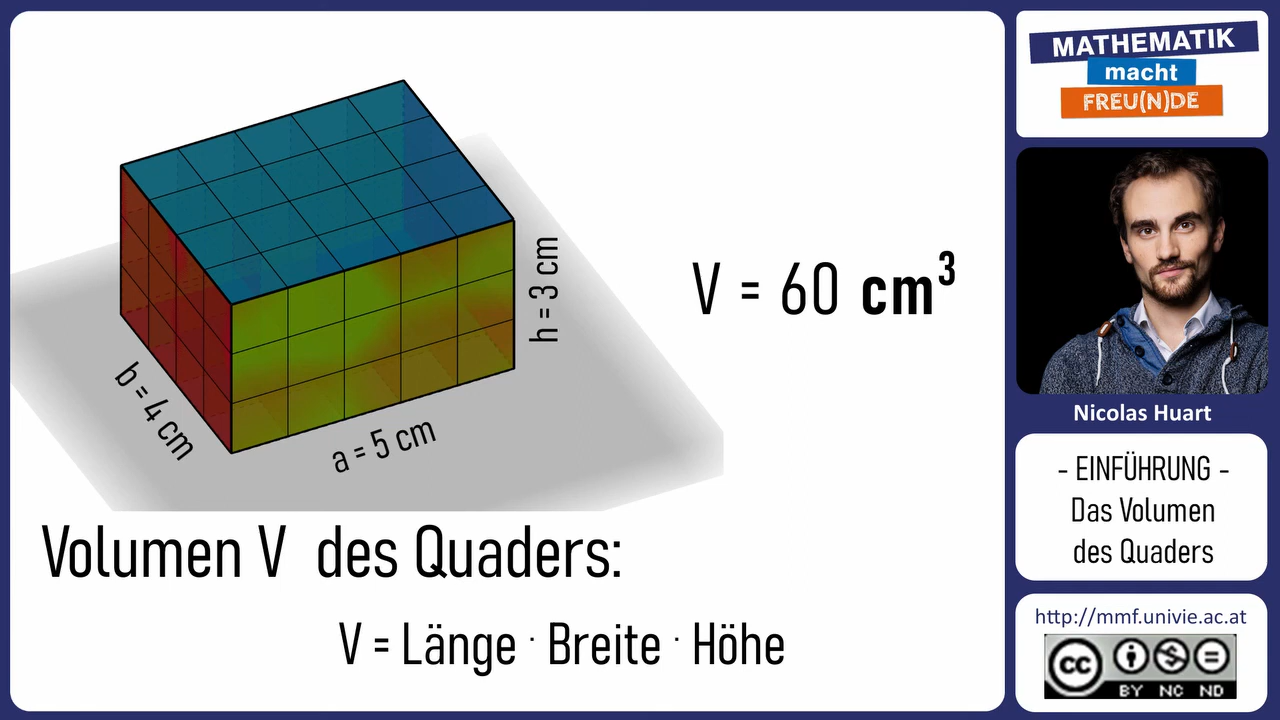 b = 4 cm
a = 5 cm
h = 3 cm
V = 60 cm³
Volumen V des Quaders:
V = Länge · Breite · Höhe
MATHEMATIK
macht
FREU(N)DE
Nicolas Huart
- EINFÜHRUNG -
Das Volumen
des Quaders
http://mmf.univie.ac.at
cc
BY NC ND